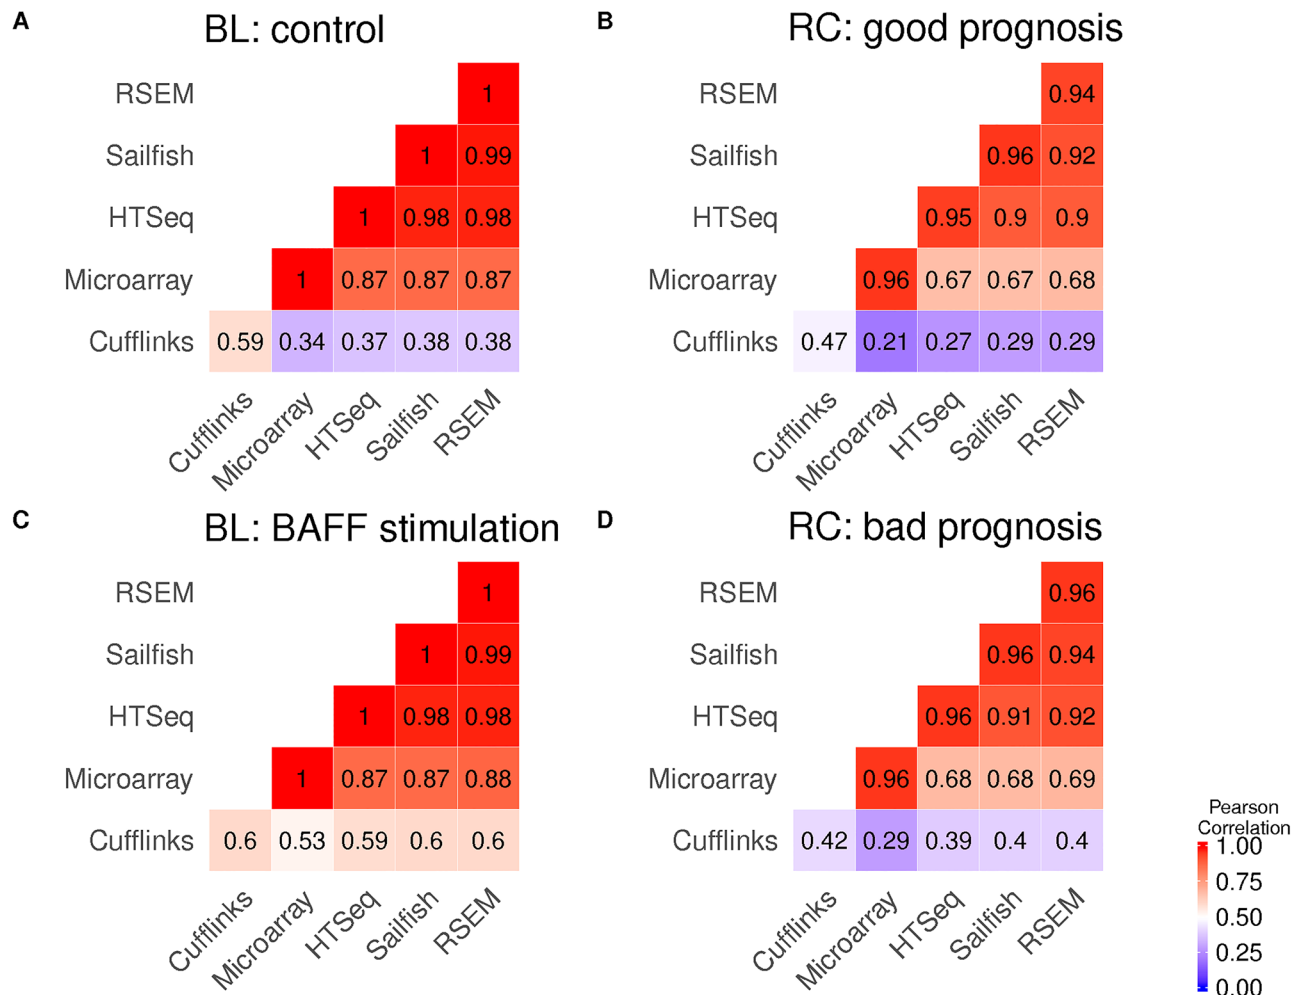 A
BL: control
RSEM
1
Sailfish
1 0.99
HTSeq
1 0.98 0.98
Microarray
1 0.87 0.87 0.87
Cufflinks
0.59 0.34 0.37 0.38 0.38
Cufflinks
Microarray
HTSeq
Sailfish
RSEM
B
RC: good prognosis
RSEM
0.94
Sailfish
0.96 0.92
HTSeq
0.95 0.9 0.9
Microarray
0.96 0.67 0.67 0.68
Cufflinks
0.47 0.21 0.27 0.29 0.29
Cufflinks
Microarray
HTSeq
Sailfish
RSEM
C
BL: BAFF stimulation
RSEM
1
Sailfish
1 0.99
HTSeq
1 0.98 0.98
Microarray
1 0.87 0.87 0.88
Cufflinks
0.6 0.53 0.59 0.6 0.6
Cufflinks
Microarray
HTSeq
Sailfish
RSEM
D
RC: bad prognosis
RSEM
0.96
Sailfish
0.96 0.94
HTSeq
0.96 0.91 0.92
Microarray
0.96 0.68 0.68 0.69
Cufflinks
0.42 0.29 0.39 0.4 0.4
Cufflinks
Microarray
HTSeq
Sailfish
RSEM
Pearson
Correlation
1.00
0.75
0.50
0.25
0.00